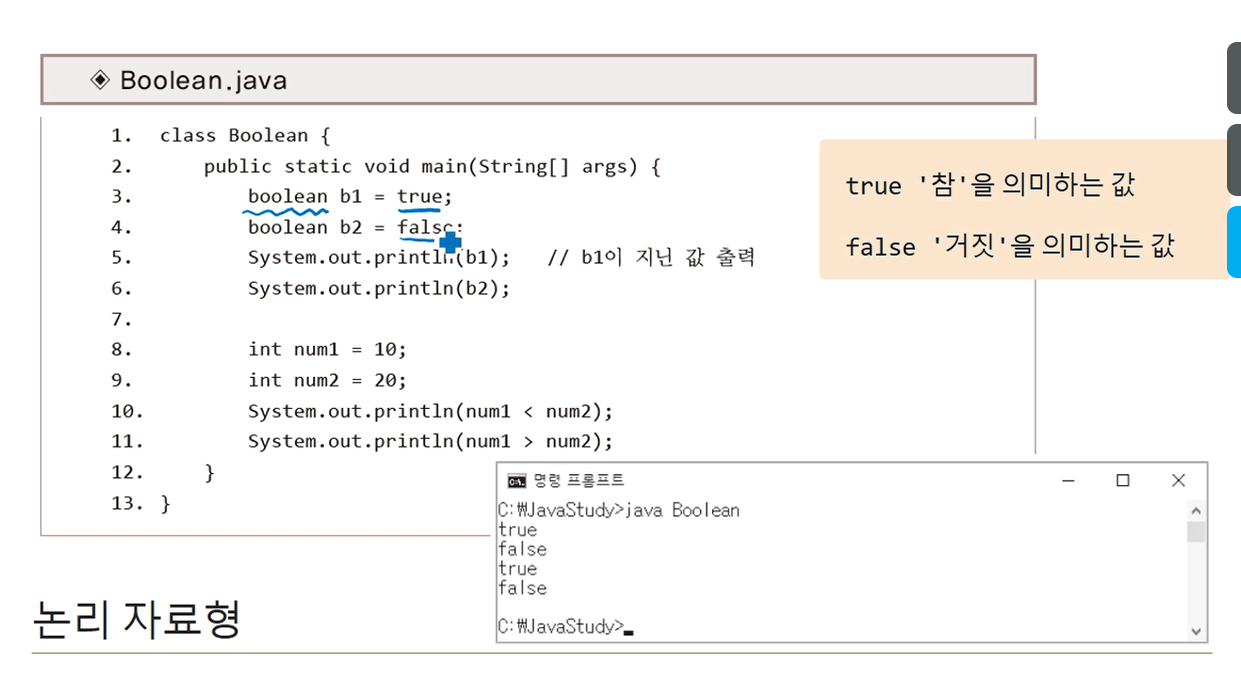 ◈ Boolean.java
1. class Boolean {
2. public static void main(String[] args) {
3. boolean b1 = true;
4. boolean b2 = false;
5. System.out.println(b1); // b1이 지닌 값 출력
6. System.out.println(b2);
7.
8. int num1 = 10;
9. int num2 = 20;
10. System.out.println(num1 < num2);
11. System.out.println(num1 > num2);
12. }
13. }
true '참'을 의미하는 값
false '거짓'을 의미하는 값
명령 프롬프트
C:₩JavaStudy>java Boolean
true
false
true
false
C:₩JavaStudy>
논리 자료형